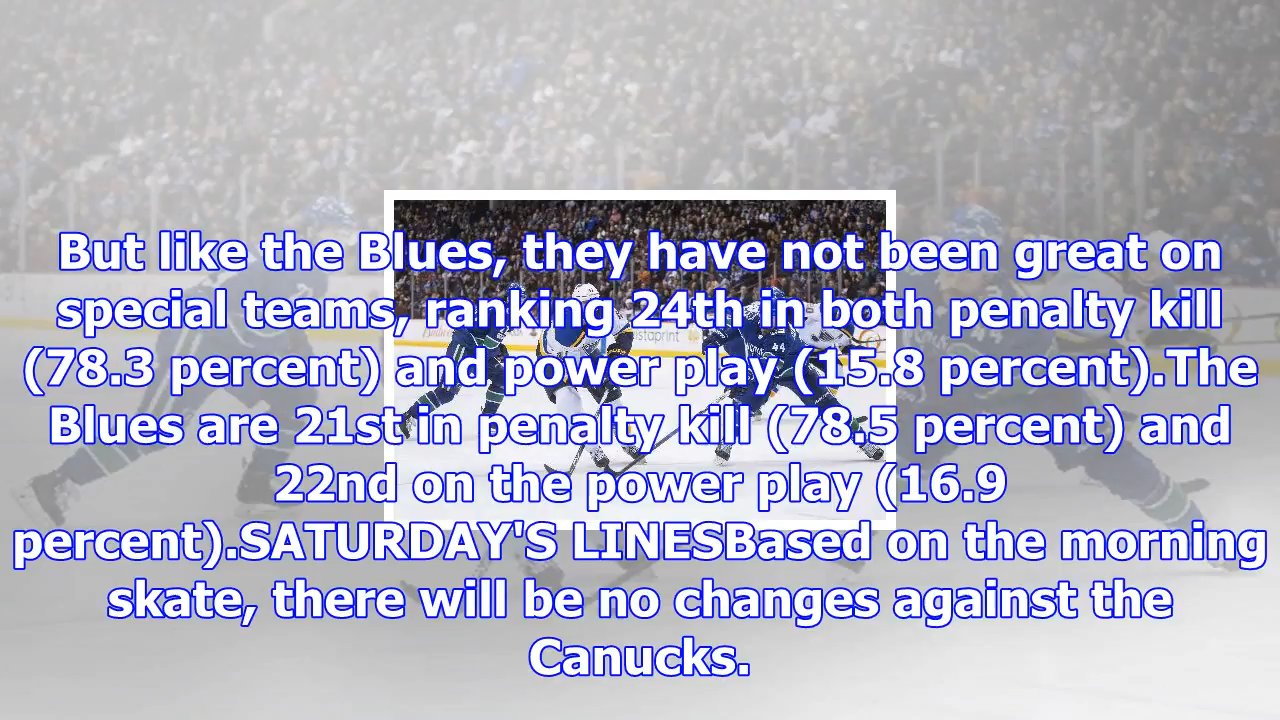 But like the Blues, they have not been great on
special teams, ranking 24th in both penalty kill
(78.3 percent) and power play (15.8 percent).The
Blues are 21st in penalty kill (78.5 percent) and
22nd on the power play (16.9
percent).SATURDAY'S LINESBased on the morning
skate, there will be no changes against the
Canucks.